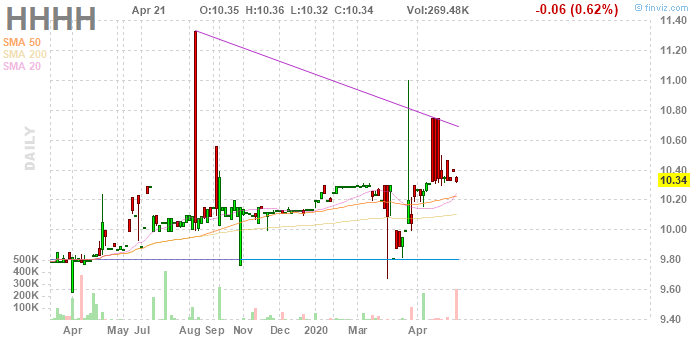 HHHH Apr 21 O:10.35 H:10.36 L:10.32 C:10.34 Vol:269.48K -0.06 (0.62%)
© finviz.com
SMA 50
SMA 200
SMA 20
DAILY
11.40
11.20
11.00
10.80
10.60
10.40
10.34
10.20
10.00
9.80
9.60
9.40
500K
400K
300K
200K
100K
Apr May Jul Aug Sep Nov Dec 2020 Mar Apr